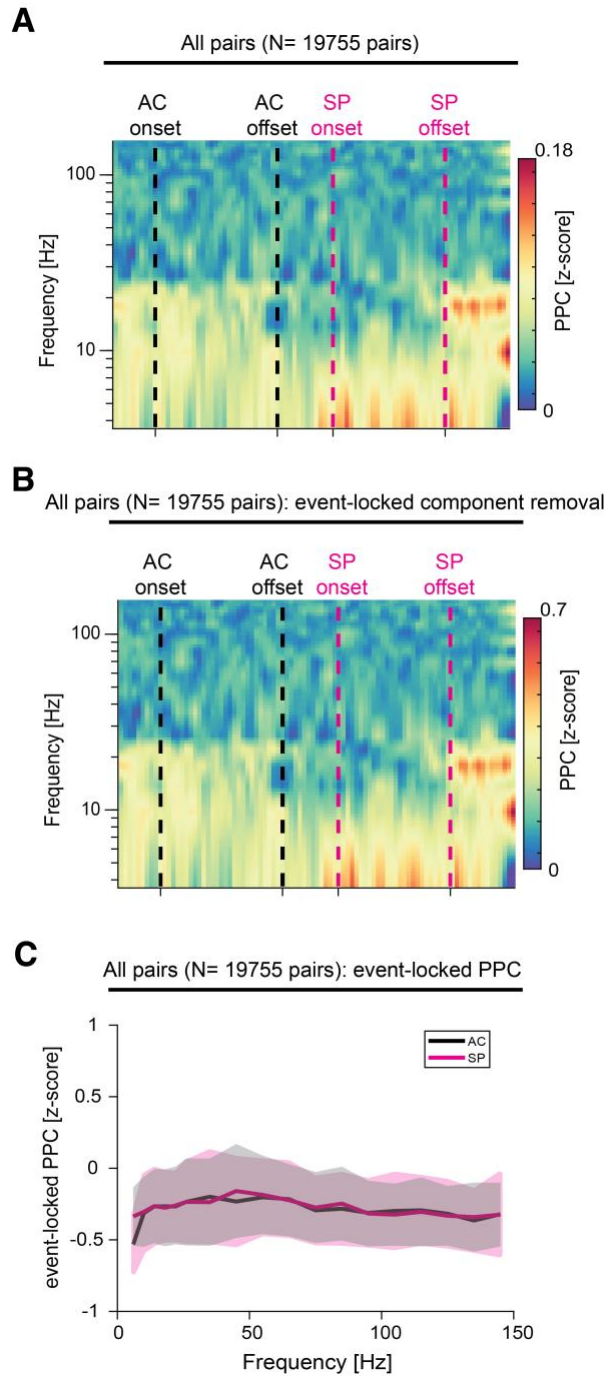 A
All pairs (N= 19755 pairs)
AC onset
AC offset
SP onset
SP offset
0.18
100
10
Frequency [Hz]
PPC [z-score]
0
B
All pairs (N= 19755 pairs): event-locked component removal
AC onset
AC offset
SP onset
SP offset
0.7
100
10
Frequency [Hz]
PPC [z-score]
0
C
All pairs (N= 19755 pairs): event-locked PPC
1
0.5
0
-0.5
-1
event-locked PPC [z-score]
AC
SP
0
50
100
150
Frequency [Hz]